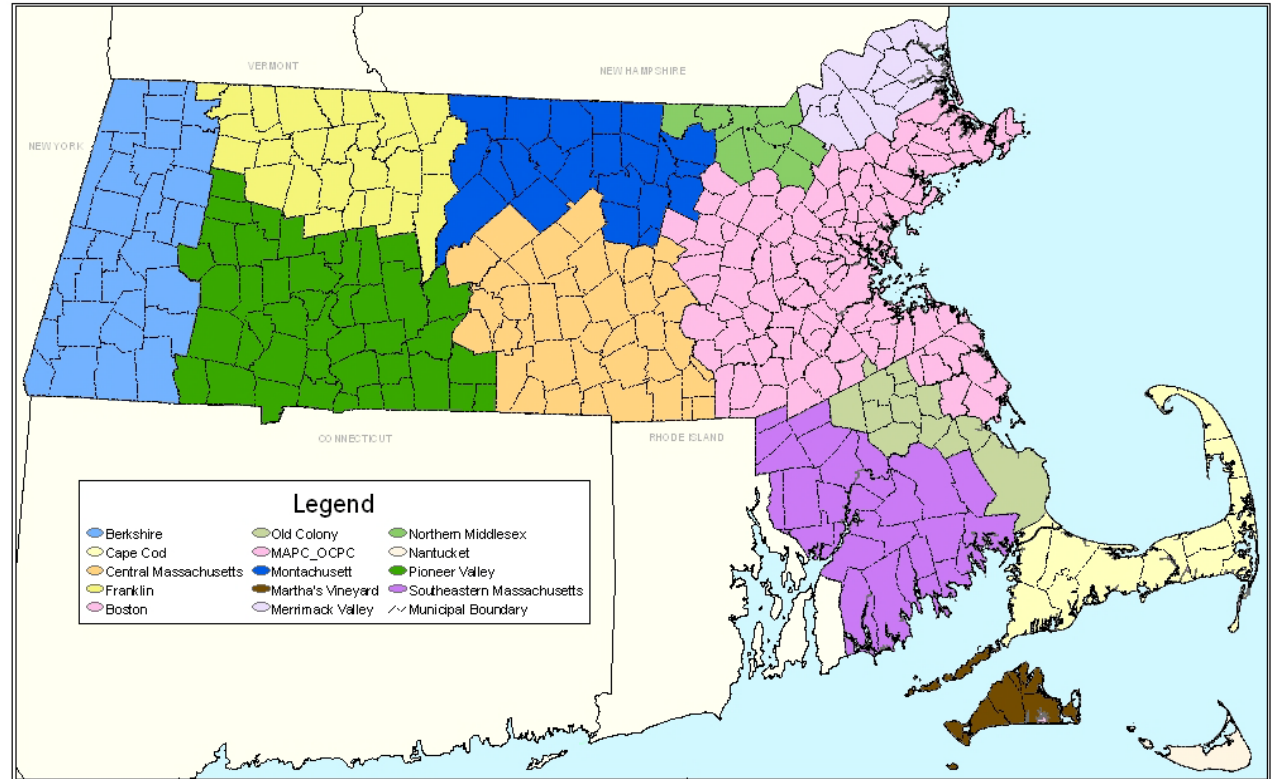 VERMONT
NEW HAMPSHIRE
NEW YORK
CONNECTICUT
RHODE ISLAND
Legend
Berkshire
Cape Cod
Central Massachusetts
Franklin
Boston
Old Colony
MAPC_OCPC
Montachusett
Martha's Vineyard
Merrimack Valley
Northern Middlesex
Nantucket
Pioneer Valley
Southeastern Massachusetts
Municipal Boundary